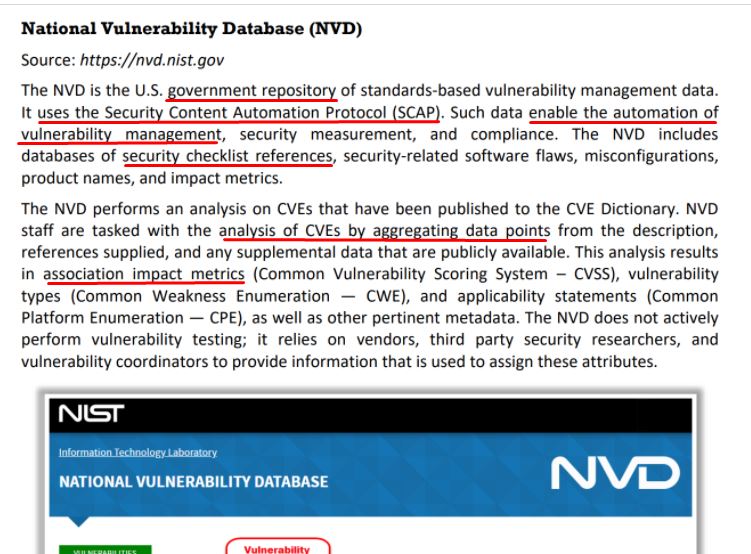 National Vulnerability Database (NVD)
Source: https://nvd.nist.gov
The NVD is the U.S. government repository of standards-based vulnerability management data.
It uses the Security Content Automation Protocol (SCAP). Such data enable the automation of
vulnerability management, security measurement, and compliance. The NVD includes
databases of security checklist references, security-related software flaws, misconfigurations,
product names, and impact metrics.
The NVD performs an analysis on CVEs that have been published to the CVE Dictionary. NVD
staff are tasked with the analysis of CVEs by aggregating data points from the description,
references supplied, and any supplemental data that are publicly available. This analysis results
in association impact metrics (Common Vulnerability Scoring System – CVSS), vulnerability
types (Common Weakness Enumeration — CWE), and applicability statements (Common
Platform Enumeration — CPE), as well as other pertinent metadata. The NVD does not actively
perform vulnerability testing; it relies on vendors, third party security researchers, and
vulnerability coordinators to provide information that is used to assign these attributes.
NIST
Information Technology Laboratory
NATIONAL VULNERABILITY DATABASE
NVD
VULNERABILITIES
Vulnerability